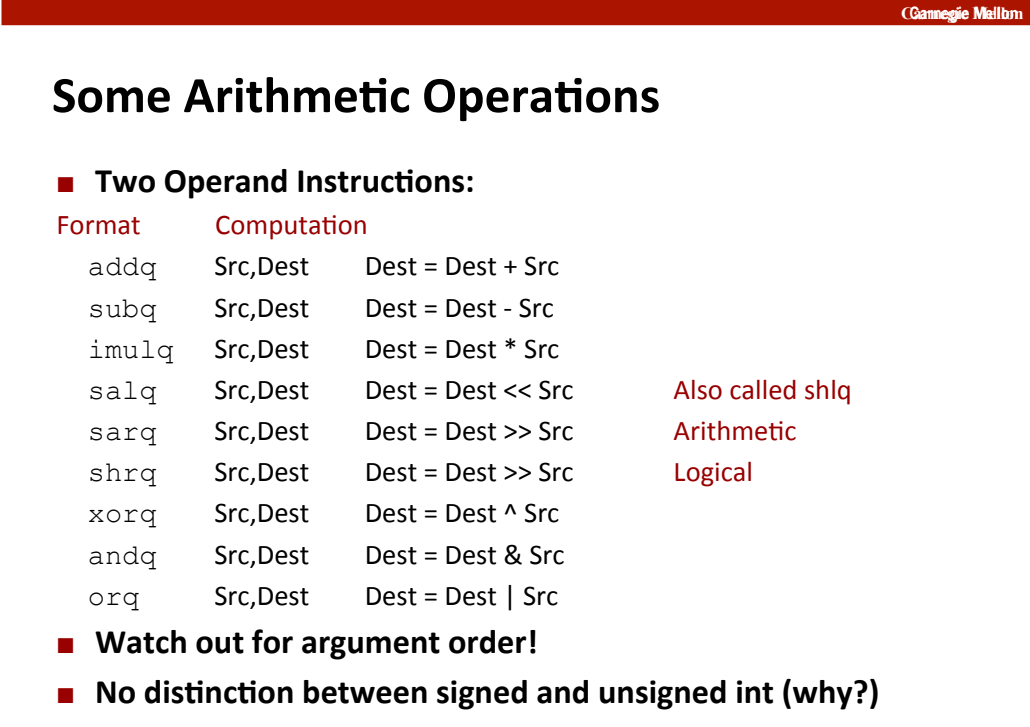 Carnegie Mellon
Some Arithmetic Operations
■ Two Operand Instructions:
Format Computation
addq Src,Dest Dest = Dest + Src
subq Src,Dest Dest = Dest - Src
imulq Src,Dest Dest = Dest * Src
salq Src,Dest Dest = Dest << Src Also called shlq
sarq Src,Dest Dest = Dest >> Src Arithmetic
shrq Src,Dest Dest = Dest >> Src Logical
xorq Src,Dest Dest = Dest ^ Src
andq Src,Dest Dest = Dest & Src
orq Src,Dest Dest = Dest | Src
■ Watch out for argument order!
■ No distinction between signed and unsigned int (why?)